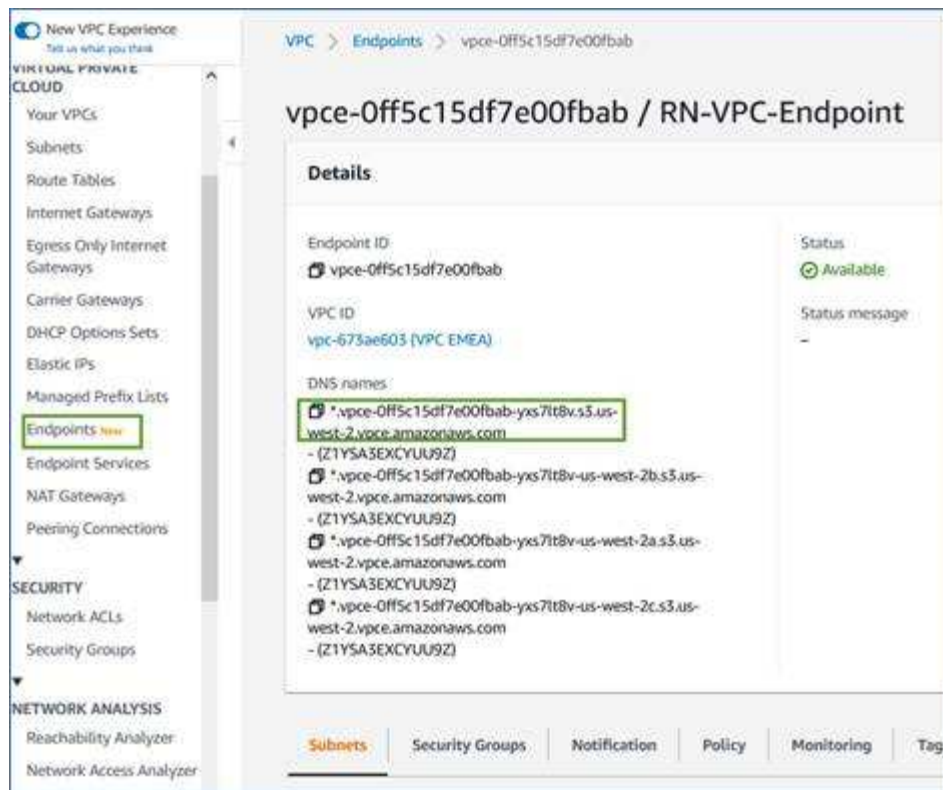 New VPC Experience
Tell us what you think
VIRTUAL PRIVATE
CLOUD
Your VPCs
Subnets
Route Tables
Internet Gateways
Egress Only Internet
Gateways
Carrier Gateways
DHCP Options Sets
Elastic IPs
Managed Prefix Lists
Endpoints New
Endpoint Services
NAT Gateways
Peering Connections
SECURITY
Network ACLs
Security Groups
NETWORK ANALYSIS
Reachability Analyzer
Network Access Analyzer
VPC > Endpoints > vpce-0ff5c15df7e00fbab
vpce-0ff5c15df7e00fbab / RN-VPC-Endpoint
Details
Endpoint ID
vpce-0ff5c15df7e00fbab
VPC ID
vpc-673ae603 (VPC EMEA)
DNS names
*.vpce-0ff5c15df7e00fbab-yxs7lt8v.s3.us-
west-2.vpce.amazonaws.com
- (Z1YSA3EXCYUU9Z)
*.vpce-0ff5c15df7e00fbab-yxs7lt8v-us-west-2b.s3.us-
west-2.vpce.amazonaws.com
- (Z1YSA3EXCYUU9Z)
*.vpce-0ff5c15df7e00fbab-yxs7lt8v-us-west-2a.s3.us-
west-2.vpce.amazonaws.com
- (Z1YSA3EXCYUU9Z)
*.vpce-0ff5c15df7e00fbab-yxs7lt8v-us-west-2c.s3.us-
west-2.vpce.amazonaws.com
- (Z1YSA3EXCYUU9Z)
Status
Available
Status message
-
Subnets Security Groups Notification Policy Monitoring Tag